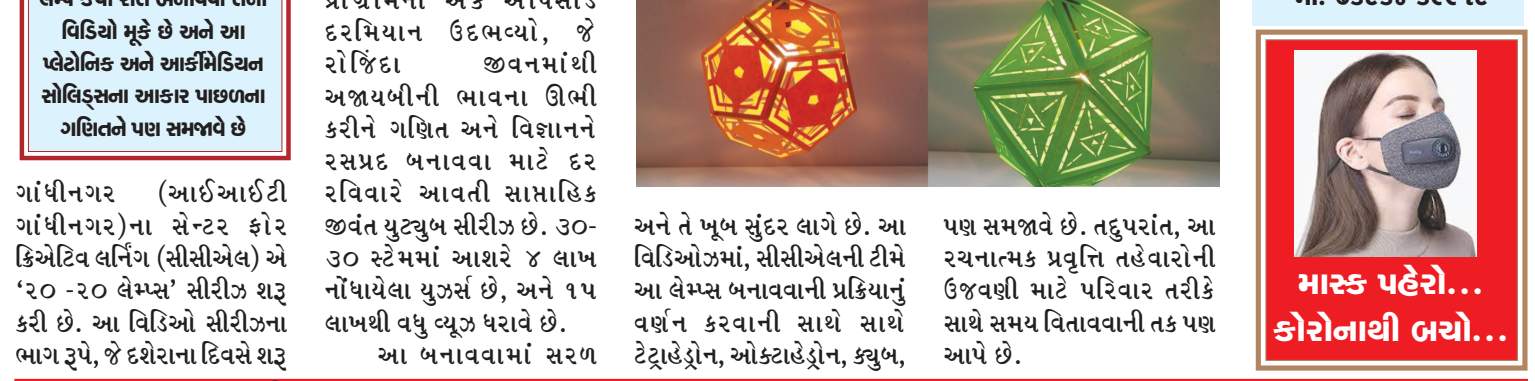 વિડિયો મૂકે છે અને આ
પ્લેટોનિક અને આર્કીમેડિયન
સોલિડ્સના આકાર પાછળના
ગણિતને પણ સમજાવે છે
ગાંધીનગર (આઈઆઈટી
ગાંધીનગર)ના સેન્ટર ફોર
ક્રિએટિવ લર્નિંગ (સીસીએલ) એ
‘૨૦ -૨૦ લેમ્પ્સ’ સીરીઝ શરૂ
કરી છે. આ વિડિઓ સીરીઝના
ભાગ રૂપે, જે દશેરાના દિવસે શરૂ
દરમિયાન ઉદભવ્યો, જે
રોજિંદા જીવનમાંથી
અજાયબીની ભાવના ઊભી
કરીને ગણિત અને વિજ્ઞાનને
રસપ્રદ બનાવવા માટે દર
રવિવારે આવતી સાપ્તાહિક
જીવંત યુટ્યુબ સીરીઝ છે. ૩૦-
૩૦ સ્ટેમમાં આશરે ૪ લાખ
નોંધાયેલા યુઝર્સ છે, અને ૧૫
લાખથી વધુ વ્યૂઝ ધરાવે છે.
આ બનાવવામાં સરળ
અને તે ખૂબ સુંદર લાગે છે. આ
વિડિઓઝમાં, સીસીએલની ટીમે
આ લેમ્પ્સ બનાવવાની પ્રક્રિયાનું
વર્ણન કરવાની સાથે સાથે
ટેટ્રાહેડ્રોન, ઓક્ટાહેડ્રોન, ક્યુબ,
પણ સમજાવે છે. તદુપરાંત, આ
રચનાત્મક પ્રવૃત્તિ તહેવારોની
ઉજવણી માટે પરિવાર તરીકે
સાથે સમય વિતાવવાની તક પણ
આપે છે.
માસ્ક પહેરો...
કોરોનાથી બચો...